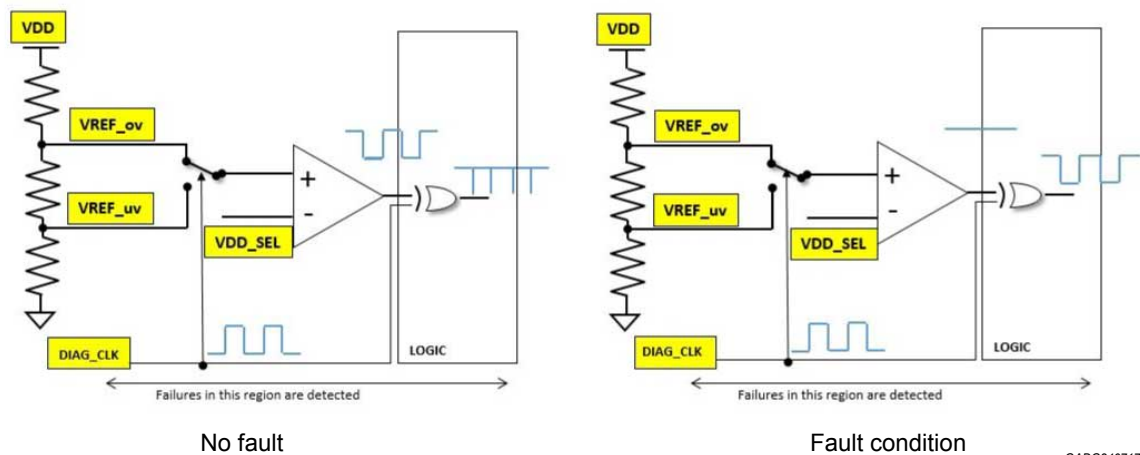 VDD
VREF_ov
VREF_uv
+
-
VDD_SEL
DIAG_CLK
LOGIC
Failures in this region are detected
No fault
VDD
VREF_ov
VREF_uv
+
-
VDD_SEL
DIAG_CLK
LOGIC
Failures in this region are detected
Fault condition